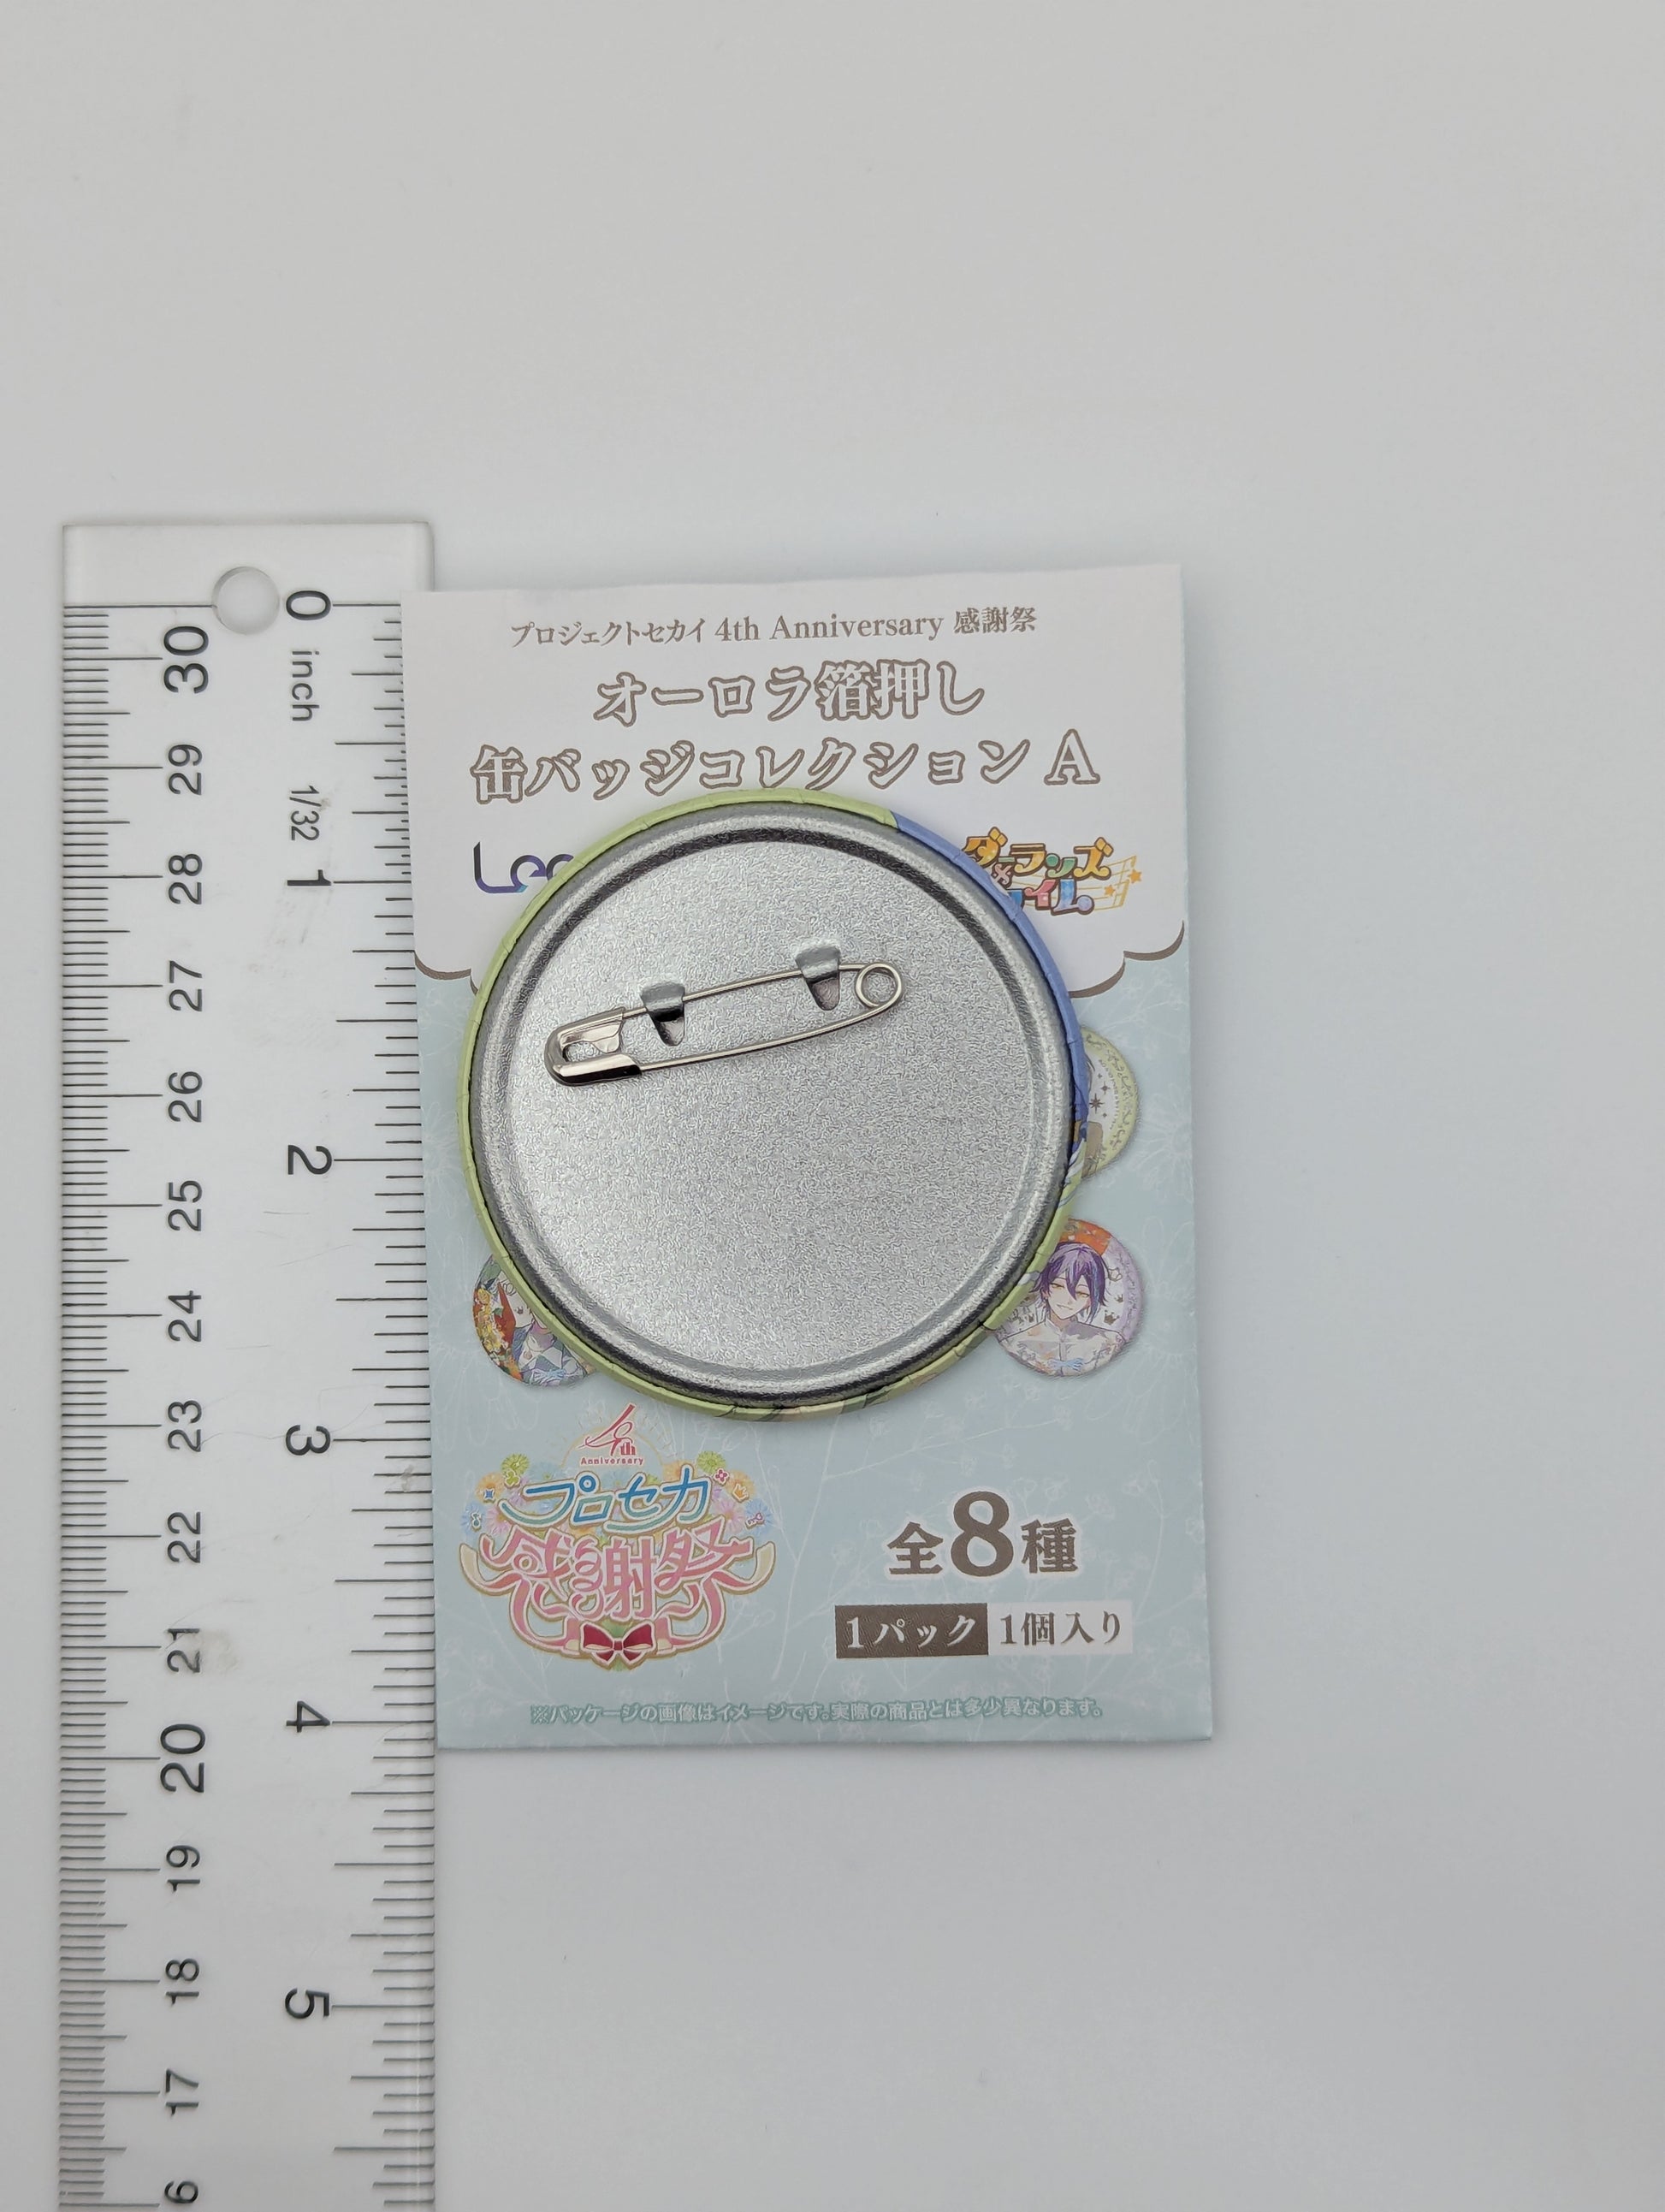 プロジェクトセカイ 4th Anniversary 感謝祭
オーロラ箔押し
缶バッジコレクション A
ダーランズ
4th
Anniversary
プロセカ
感謝祭
全8種
1パック 1個入り
※パッケージの画像はイメージです。実際の商品とは多少異なります。
0 inch 1/32 1 2 3 4 5
30 29 28 27 26 25 24 23 22 21 20 19 18 17